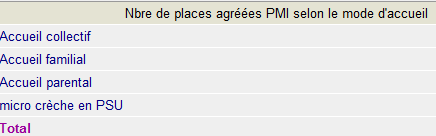 Nbre de places agréées PMI selon le mode d'accueil
Accueil collectif
Accueil familial
Accueil parental
micro crèche en PSU
Total